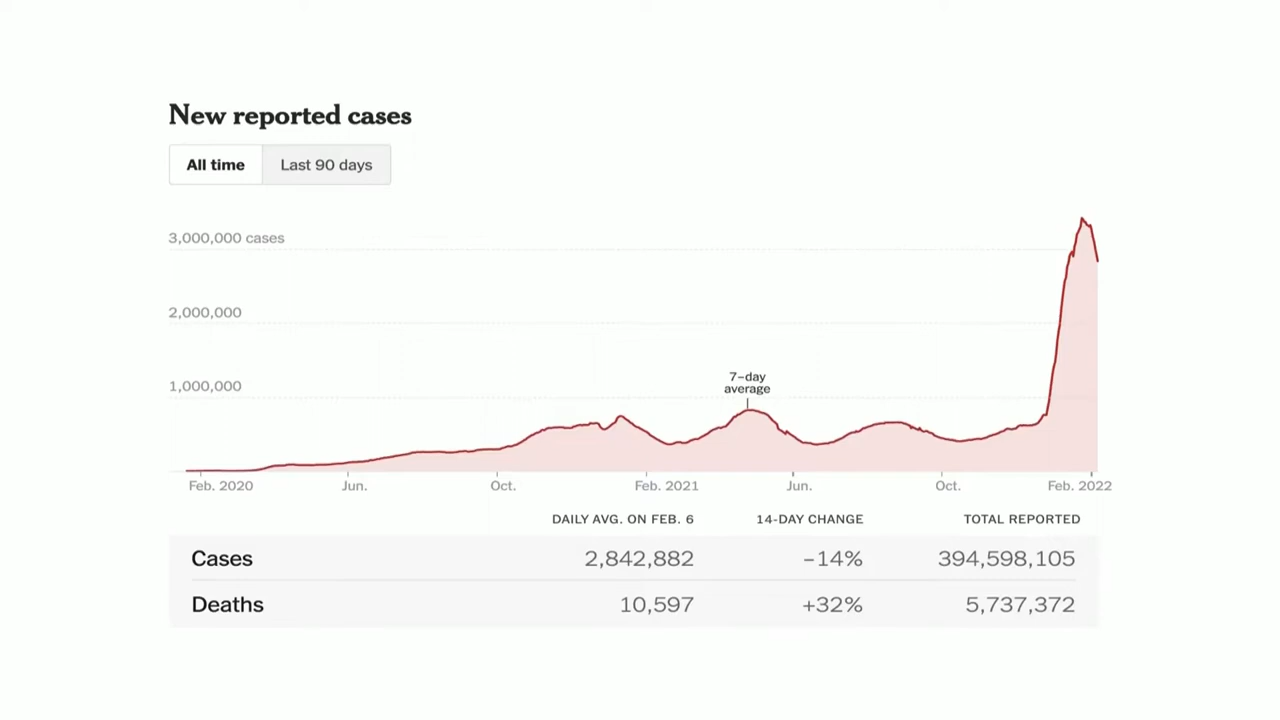 New reported cases
All time Last 90 days
3,000,000 cases
2,000,000
1,000,000
7–day
average
Feb. 2020 Jun. Oct. Feb. 2021 Jun. Oct. Feb. 2022
DAILY AVG. ON FEB. 6 14-DAY CHANGE TOTAL REPORTED
Cases 2,842,882 –14% 394,598,105
Deaths 10,597 +32% 5,737,372